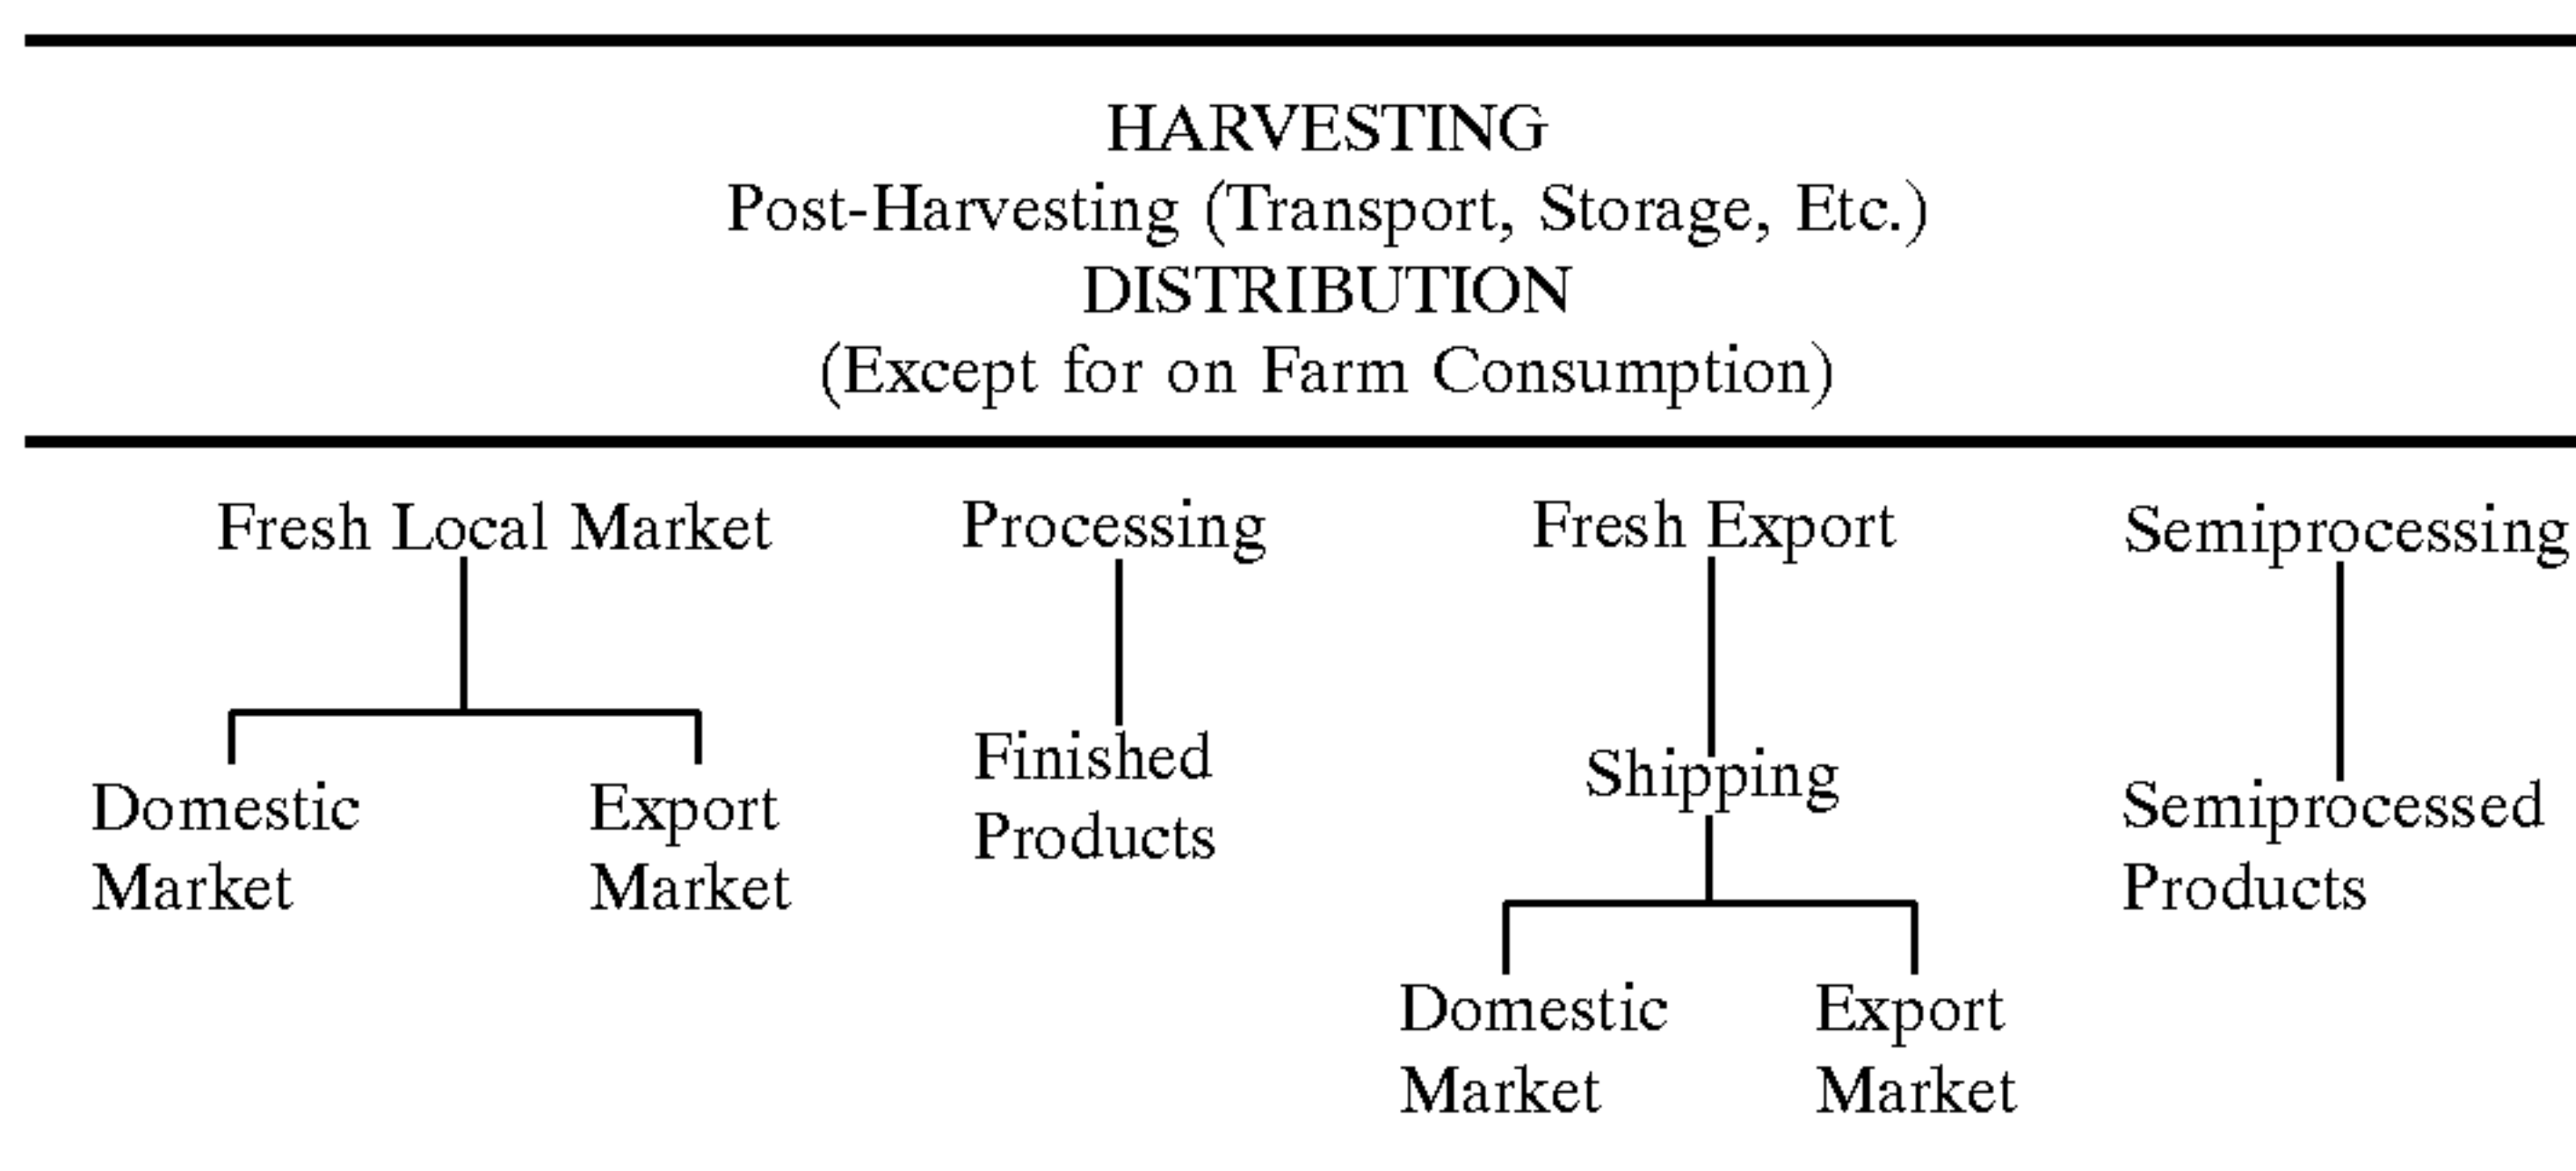 HARVESTING
Post-Harvesting (Transport, Storage, Etc.)
DISTRIBUTION
(Except for on Farm Consumption)
Fresh Local Market
Processing
Fresh Export
Semiprocessing
Domestic
Market
Export
Market
Finished
Products
Shipping
Domestic
Market
Export
Market
Semiprocessed
Products